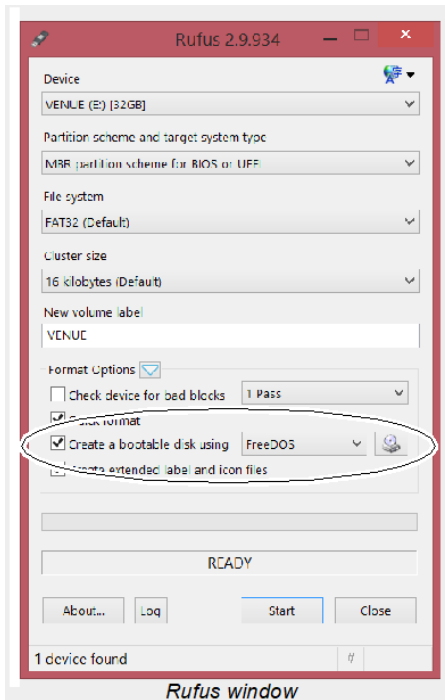 Rufus 2.9.934
Device
VENUE (E:) [32GB]
Partition scheme and target system type
MBR partition scheme for BIOS or UEFI
File system
FAT32 (Default)
Cluster size
16 kilobytes (Default)
New volume label
VENUE
Format Options
Check device for bad blocks 1 Pass
Quick format
Create a bootable disk using FreeDOS
Create extended label and icon files
READY
About... Log Start Close
1 device found #
Rufus window